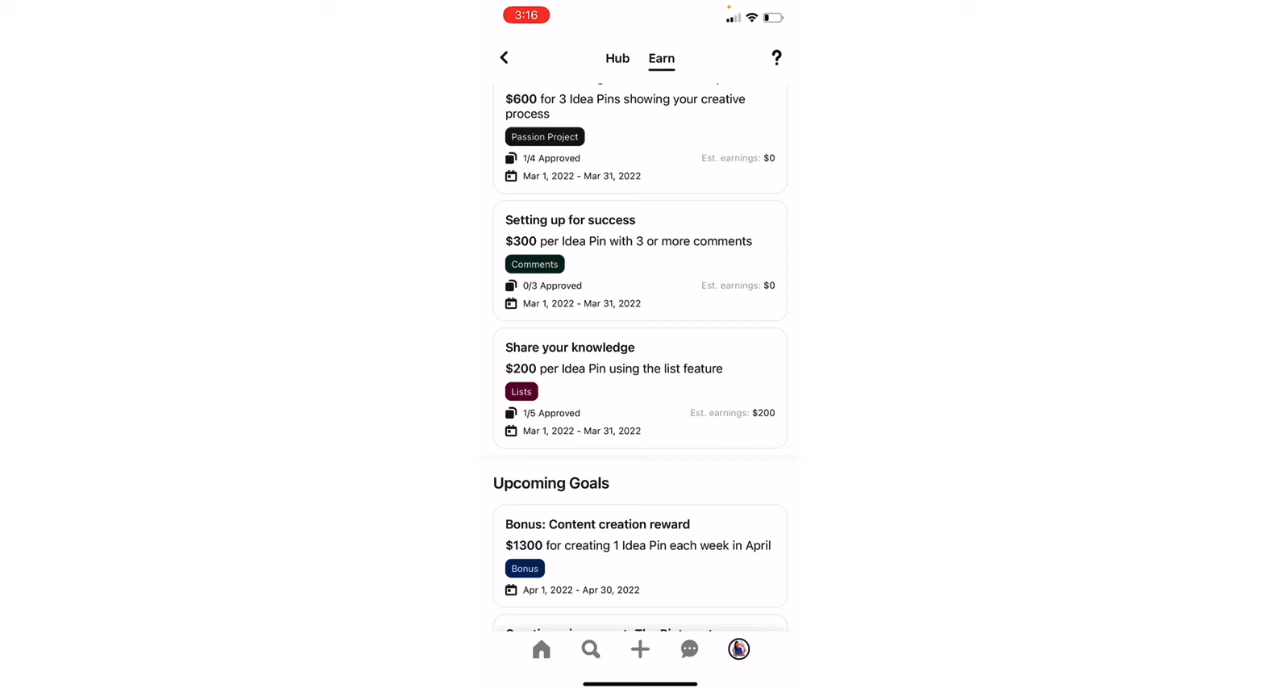 3:16
Hub Earn
$600 for 3 Idea Pins showing your creative
process
Passion Project
1/4 Approved Est. earnings: $0
Mar 1, 2022 - Mar 31, 2022
Setting up for success
$300 per Idea Pin with 3 or more comments
Comments
0/3 Approved Est. earnings: $0
Mar 1, 2022 - Mar 31, 2022
Share your knowledge
$200 per Idea Pin using the list feature
Lists
1/5 Approved Est. earnings: $200
Mar 1, 2022 - Mar 31, 2022
Upcoming Goals
Bonus: Content creation reward
$1300 for creating 1 Idea Pin each week in April
Bonus
Apr 1, 2022 - Apr 30, 2022